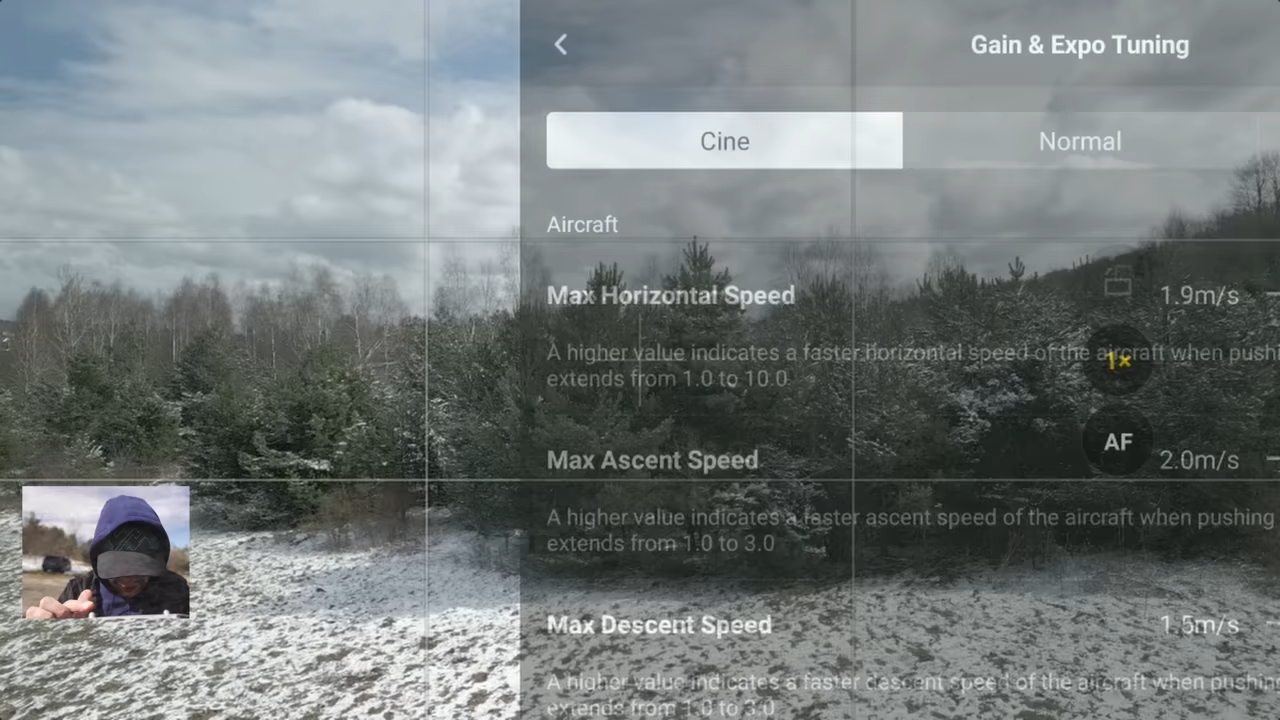 Gain & Expo Tuning
Cine
Normal
Aircraft
Max Horizontal Speed
1.9m/s
A higher value indicates a faster horizontal speed of the aircraft when pushi
extends from 1.0 to 10.0
1×
AF
Max Ascent Speed
2.0m/s
A higher value indicates a faster ascent speed of the aircraft when pushing
extends from 1.0 to 3.0
Max Descent Speed
1.5m/s
A higher value indicates a faster descent speed of the aircraft when pushing
extends from 1.0 to 3.0